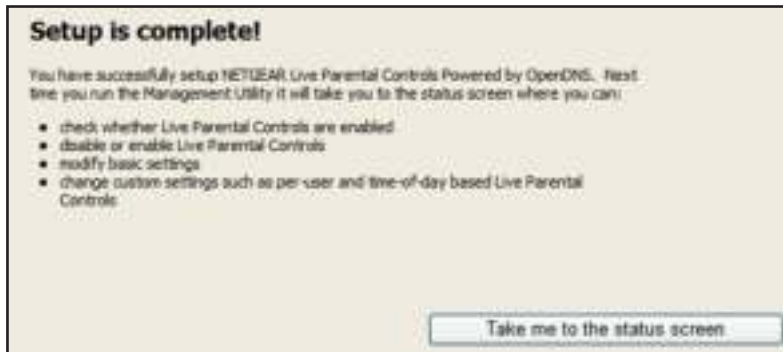 Setup is complete!
You have successfully setup NETGEAR Live Parental Controls Powered by OpenDNS. Next
time you run the Management Utility it will take you to the status screen where you can:
• check whether Live Parental Controls are enabled
• disable or enable Live Parental Controls
• modify basic settings
• change custom settings such as per-user and time-of-day based Live Parental
Controls
Take me to the status screen